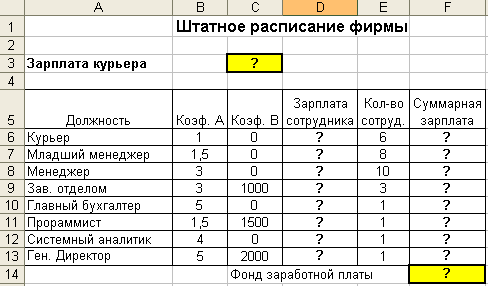 A B C D E F
1 Штатное расписание фирмы
2
3 Зарплата курьера ?
4
Зарплата Кол-во Суммарная
5 Должность Коэф. А Коэф. В сотрудника сотруд. зарплата
6 Курьер 1 0 ? 6 ?
7 Младший менеджер 1,5 0 ? 8 ?
8 Менеджер 3 0 ? 10 ?
9 Зав. отделом 3 1000 ? 3 ?
10 Главный бухгалтер 5 0 ? 1 ?
11 Прораммист 1,5 1500 ? 1 ?
12 Системный аналитик 4 0 ? 1 ?
13 Ген. Директор 5 2000 ? 1 ?
14 Фонд заработной платы ?